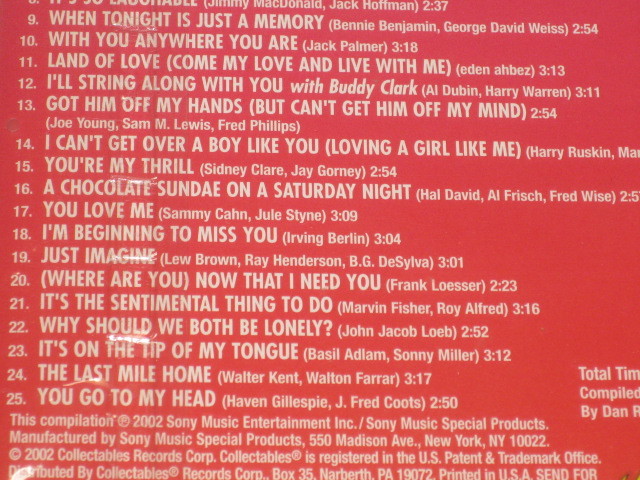 8. IT'S SO LAUGHABLE (Jimmy MacDonald, Jack Hoffman) 2:37
9. WHEN TONIGHT IS JUST A MEMORY (Bennie Benjamin, George David Weiss) 2:54
10. WITH YOU ANYWHERE YOU ARE (Jack Palmer) 3:18
11. LAND OF LOVE (COME MY LOVE AND LIVE WITH ME) (eden ahbez) 3:13
12. I'LL STRING ALONG WITH YOU with Buddy Clark (Al Dubin, Harry Warren) 3:11
13. GOT HIM OFF MY HANDS (BUT CAN'T GET HIM OFF MY MIND) 2:54
(Joe Young, Sam M. Lewis, Fred Phillips)
14. I CAN'T GET OVER A BOY LIKE YOU (LOVING A GIRL LIKE ME) (Harry Ruskin, Mar
15. YOU'RE MY THRILL (Sidney Clare, Jay Gorney) 2:54
16. A CHOCOLATE SUNDAE ON A SATURDAY NIGHT (Hal David, Al Frisch, Fred Wise) 2:57
17. YOU LOVE ME (Sammy Cahn, Jule Styne) 3:09
18. I'M BEGINNING TO MISS YOU (Irving Berlin) 3:04
19. JUST IMAGINE (Lew Brown, Ray Henderson, B.G. DeSylva) 3:01
20. (WHERE ARE YOU) NOW THAT I NEED YOU (Frank Loesser) 2:23
21. IT'S THE SENTIMENTAL THING TO DO (Marvin Fisher, Roy Alfred) 3:16
22. WHY SHOULD WE BOTH BE LONELY? (John Jacob Loeb) 2:52
23. IT'S ON THE TIP OF MY TONGUE (Basil Adlam, Sonny Miller) 3:12
24. THE LAST MILE HOME (Walter Kent, Walton Farrar) 3:17
25. YOU GO TO MY HEAD (Haven Gillespie, J. Fred Coots) 2:50
Total Tim
Compiled
By Dan R
This compilation ℗ 2002 Sony Music Entertainment Inc./ Sony Music Special Products.
Manufactured by Sony Music Special Products, 550 Madison Ave., New York, NY, 10022.
© 2002 Collectables Records Corp. Collectables® is registered in the U.S. Patent & Trademark Office.
Distributed By Collectables® Records Corp., Box 35, Narberth, PA 19072. Printed in U.S.A. SEND FOR